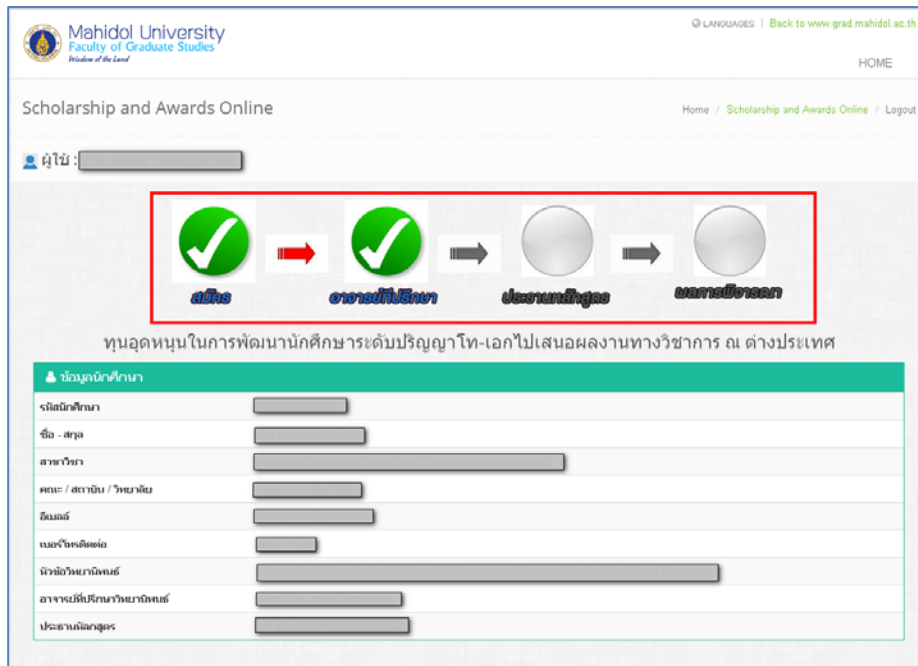 Mahidol University
Faculty of Graduate Studies
Wisdom of the Land
LANGUAGES | Back to www.grad.mahidol.ac.th
HOME
Scholarship and Awards Online
Home / Scholarship and Awards Online / Logout
ผู้ใช้ :
สมัคร
อาจารย์ที่ปรึกษา
ประธานหลักสูตร
ผลการพิจารณา
ทุนอุดหนุนในการพัฒนานักศึกษาระดับปริญญาโท-เอกไปเสนอผลงานทางวิชาการ ณ ต่างประเทศ
ข้อมูลนักศึกษา
รหัสนักศึกษา
ชื่อ - สกุล
สาขาวิชา
คณะ / สถาบัน / วิทยาลัย
อีเมลล์
เบอร์โทรติดต่อ
หัวข้อวิทยานิพนธ์
อาจารย์ที่ปรึกษาวิทยานิพนธ์
ประธานหลักสูตร